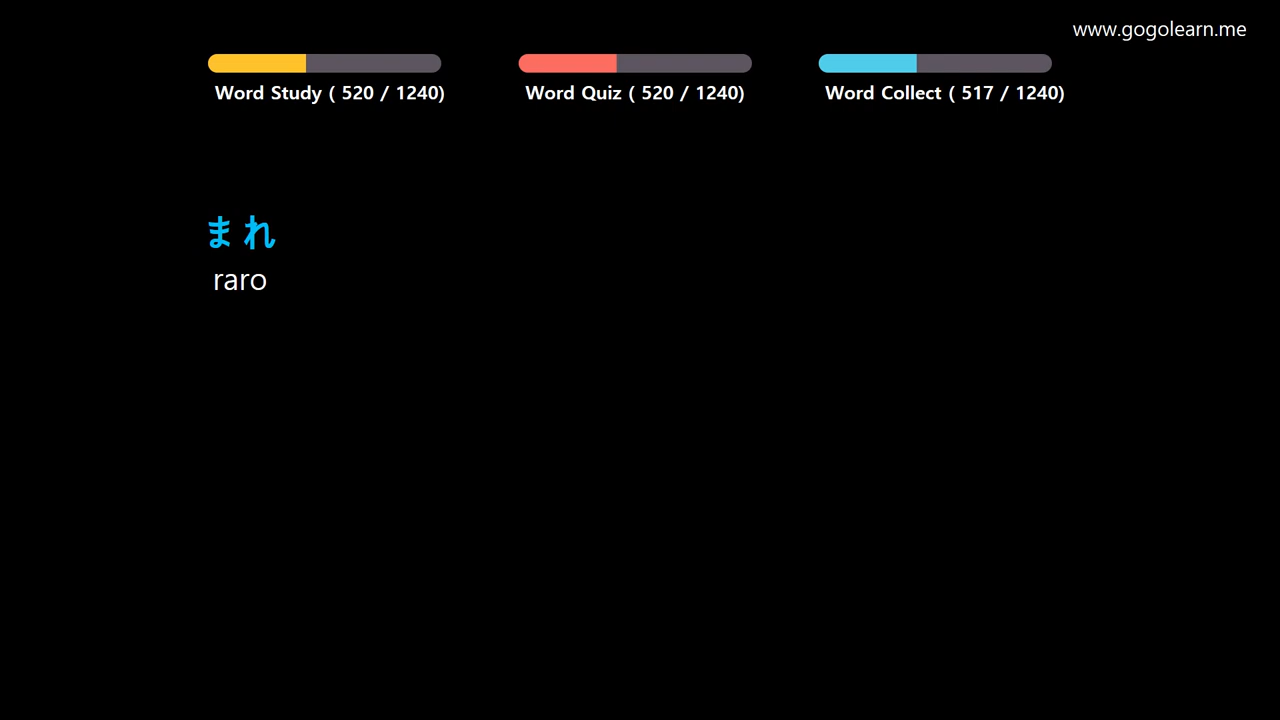 www.gogolearn.me
Word Study ( 520 / 1240)
Word Quiz ( 520 / 1240)
Word Collect ( 517 / 1240)
まれ
raro